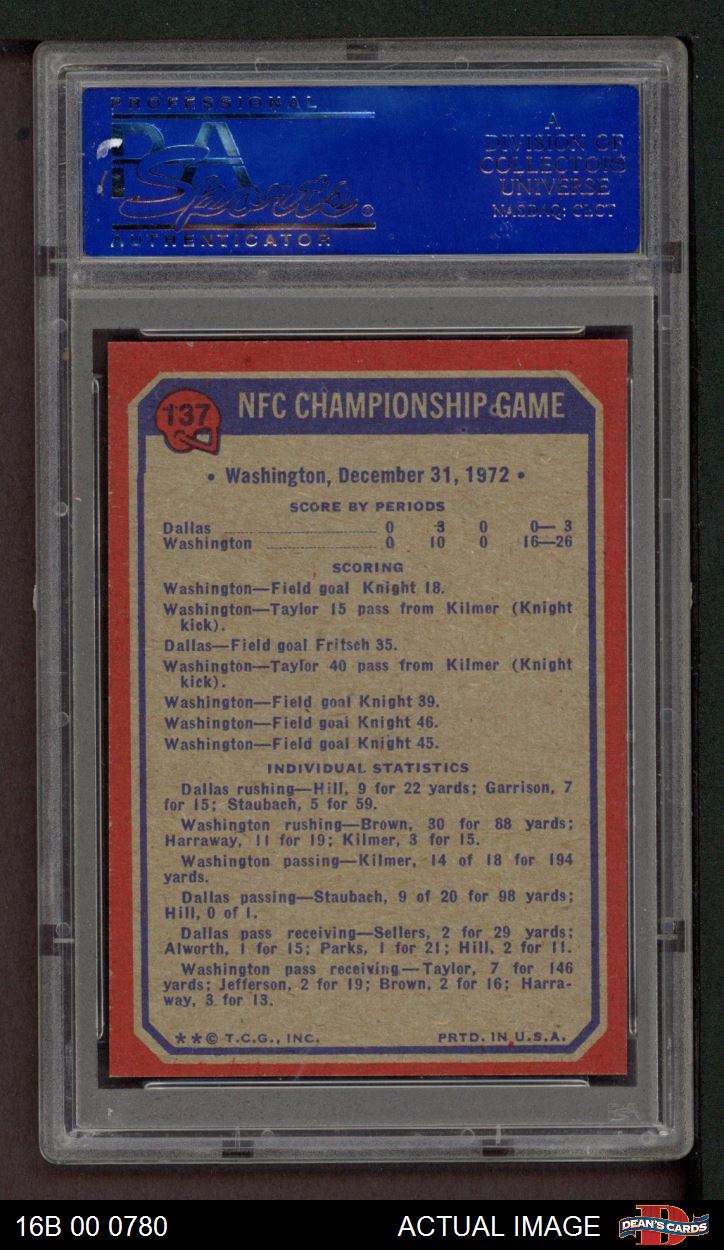 PROFESSIONAL
PSA
Sports ®
AUTHENTICATOR
A
DIVISION OF
COLLECTORS
UNIVERSE
NASDAQ: CLCT
137
NFC CHAMPIONSHIP GAME
• Washington, December 31, 1972 •
SCORE BY PERIODS
Dallas 0 3 0 0— 3
Washington 0 10 0 16—26
SCORING
Washington—Field goal Knight 18.
Washington—Taylor 15 pass from Kilmer (Knight
kick).
Dallas—Field goal Fritsch 35.
Washington—Taylor 40 pass from Kilmer (Knight
kick).
Washington—Field goal Knight 39.
Washington—Field goal Knight 46.
Washington—Field goal Knight 45.
INDIVIDUAL STATISTICS
Dallas rushing—Hill, 9 for 22 yards; Garrison, 7
for 15; Staubach, 5 for 59.
Washington rushing—Brown, 30 for 88 yards;
Harraway, 11 for 19; Kilmer, 3 for 15.
Washington passing—Kilmer, 14 of 18 for 194
yards.
Dallas passing—Staubach, 9 of 20 for 98 yards;
Hill, 0 of 1.
Dallas pass receiving—Sellers, 2 for 29 yards;
Alworth, 1 for 15; Parks, 1 for 21; Hill, 2 for 11.
Washington pass receiving—Taylor, 7 for 146
yards; Jefferson, 2 for 19; Brown, 2 for 16; Harra-
way, 3 for 13.
**© T.C.G., INC. PRTD. IN U.S.A.
PSA
16B 00 0780 ACTUAL IMAGE DEAN'S CARDS